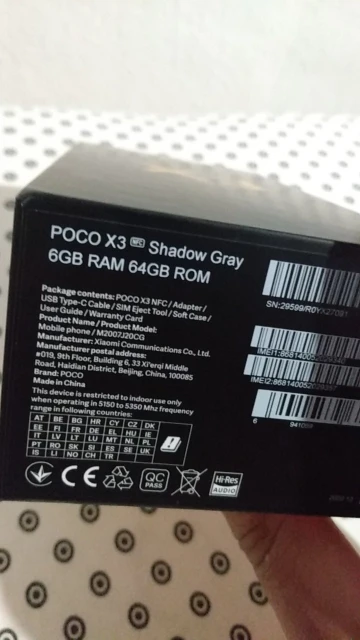 POCO X3 NFC Shadow Gray
6GB RAM 64GB ROM
Package contents: POCO X3 NFC / Adapter /
USB Type-C Cable / SIM Eject Tool / Soft Case /
User Guide / Warranty Card
Product Name / Product Model:
Mobile phone / M2007J20CG
Manufacturer: Xiaomi Communications Co., Ltd.
Manufacturer postal address:
#019, 9th Floor, Building 6, 33 Xi'erqi Middle
Road, Haidian District, Beijing, China, 100085
Brand: POCO
Made in China
This device is restricted to indoor use only
when operating in 5150 to 5350 Mhz frequency
range in following countries:
AT BE BG HR CY CZ DK
EE FI FR DE EL HU IE
IT LV LT LU MT NL PL
PT RO SK SI ES SE UK
IS LI NO CH TR
CE
QC
PASS
Hi-Res
AUDIO